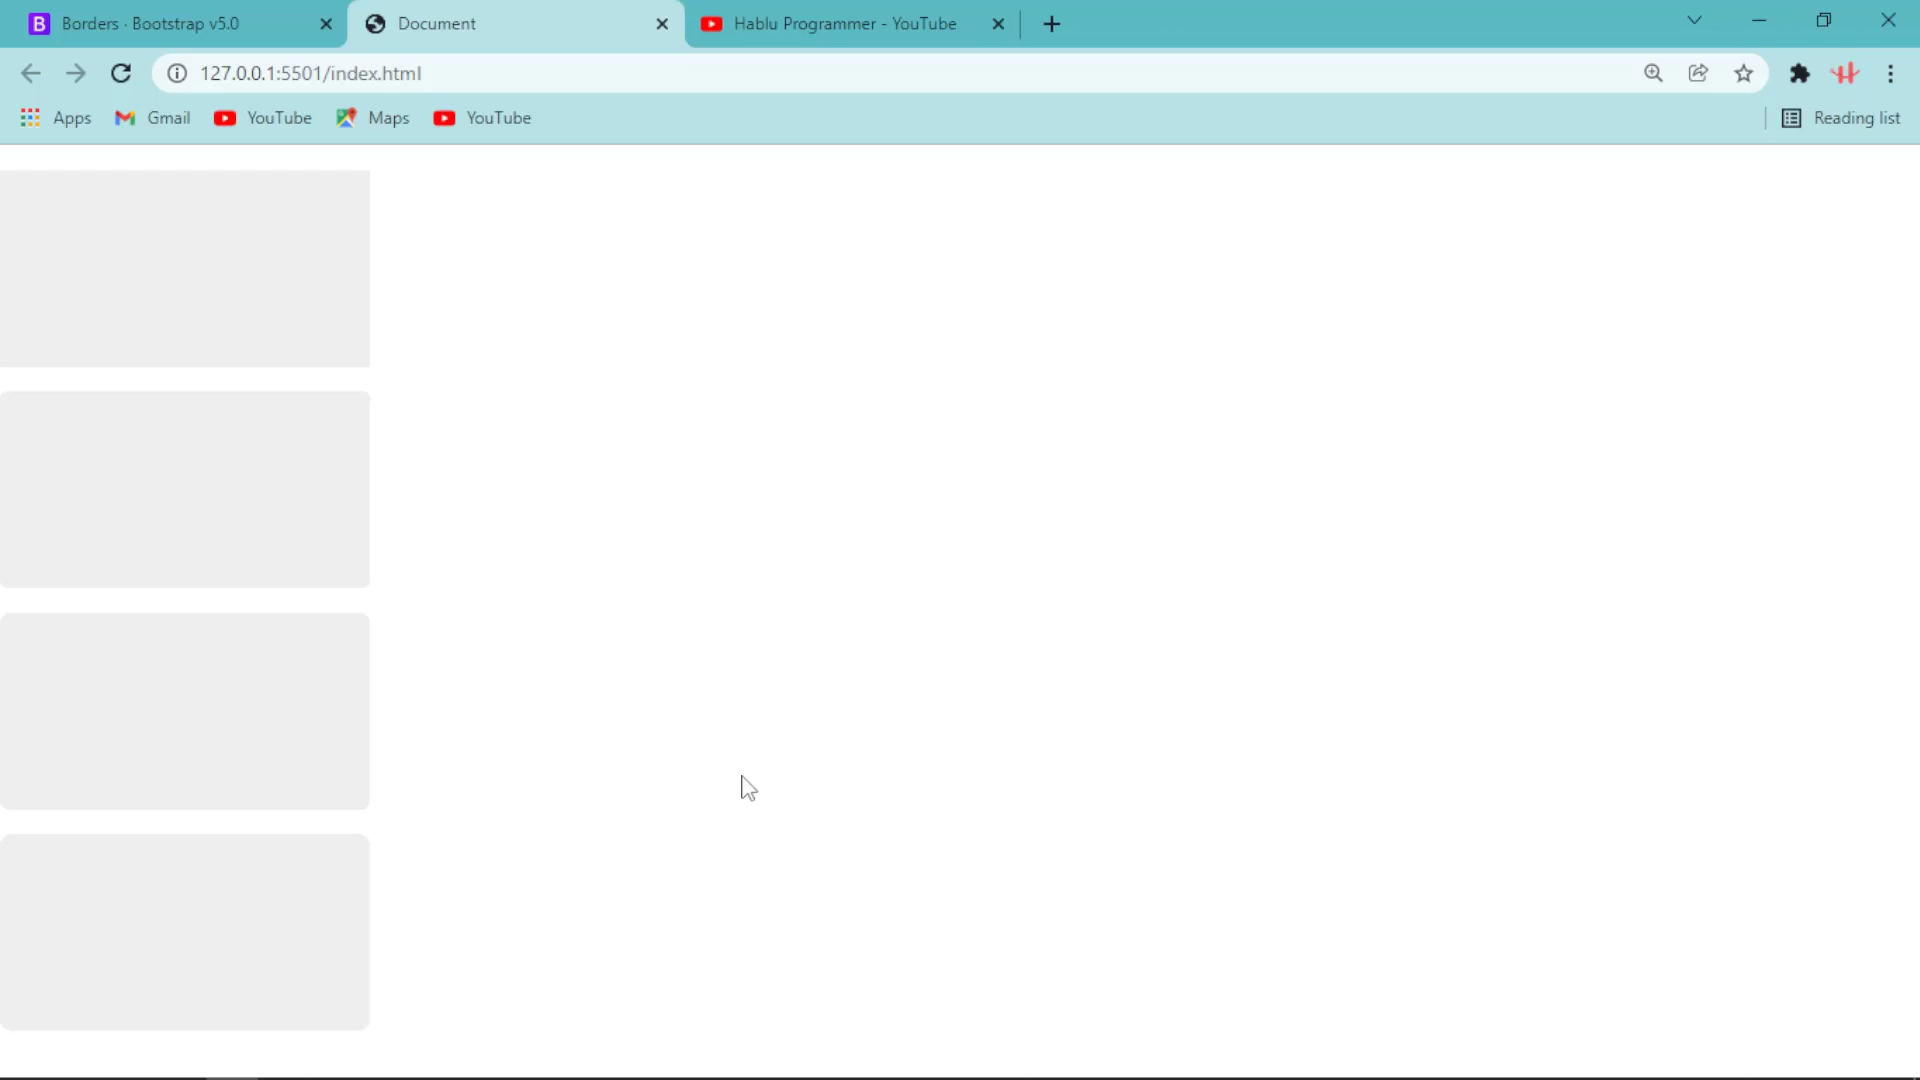 Borders · Bootstrap v5.0
Document
Hablu Programmer - YouTube
127.0.0.1:5501/index.html
Apps
Gmail
YouTube
Maps
YouTube
Reading list